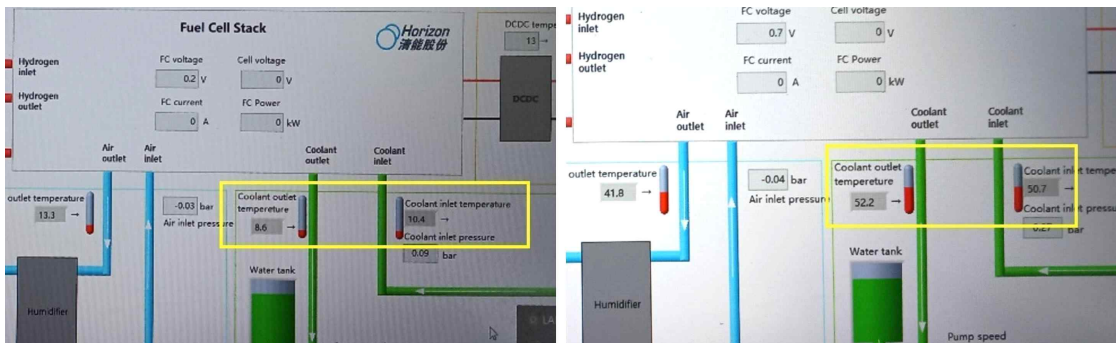 Fuel Cell Stack
Horizon
清能股份
DCDC tempe
13
Hydrogen
inlet
Hydrogen
outlet
FC voltage
0.2 V
Cell voltage
0 V
FC current
0 A
FC Power
0 kW
DCDC
Air
outlet
Air
inlet
Coolant
outlet
Coolant
inlet
outlet temperature
13.3
-0.03 bar
Air inlet pressure
Coolant outlet
tempereture
8.6
Coolant inlet temperature
10.4
Coolant inlet pressure
0.09 bar
Water tank
Humidifier
LA
Hydrogen
inlet
Hydrogen
outlet
FC voltage
0.7 V
Cell voltage
0 V
FC current
0 A
FC Power
0 kW
Air
outlet
Air
inlet
Coolant
outlet
Coolant
inlet
outlet temperature
41.8
-0.04 bar
Air inlet pressure
Coolant outlet
tempereture
52.2
Coolant inlet tempe
50.7
Coolant inlet pressu
0.27 bar
Humidifier
Water tank
Pump speed